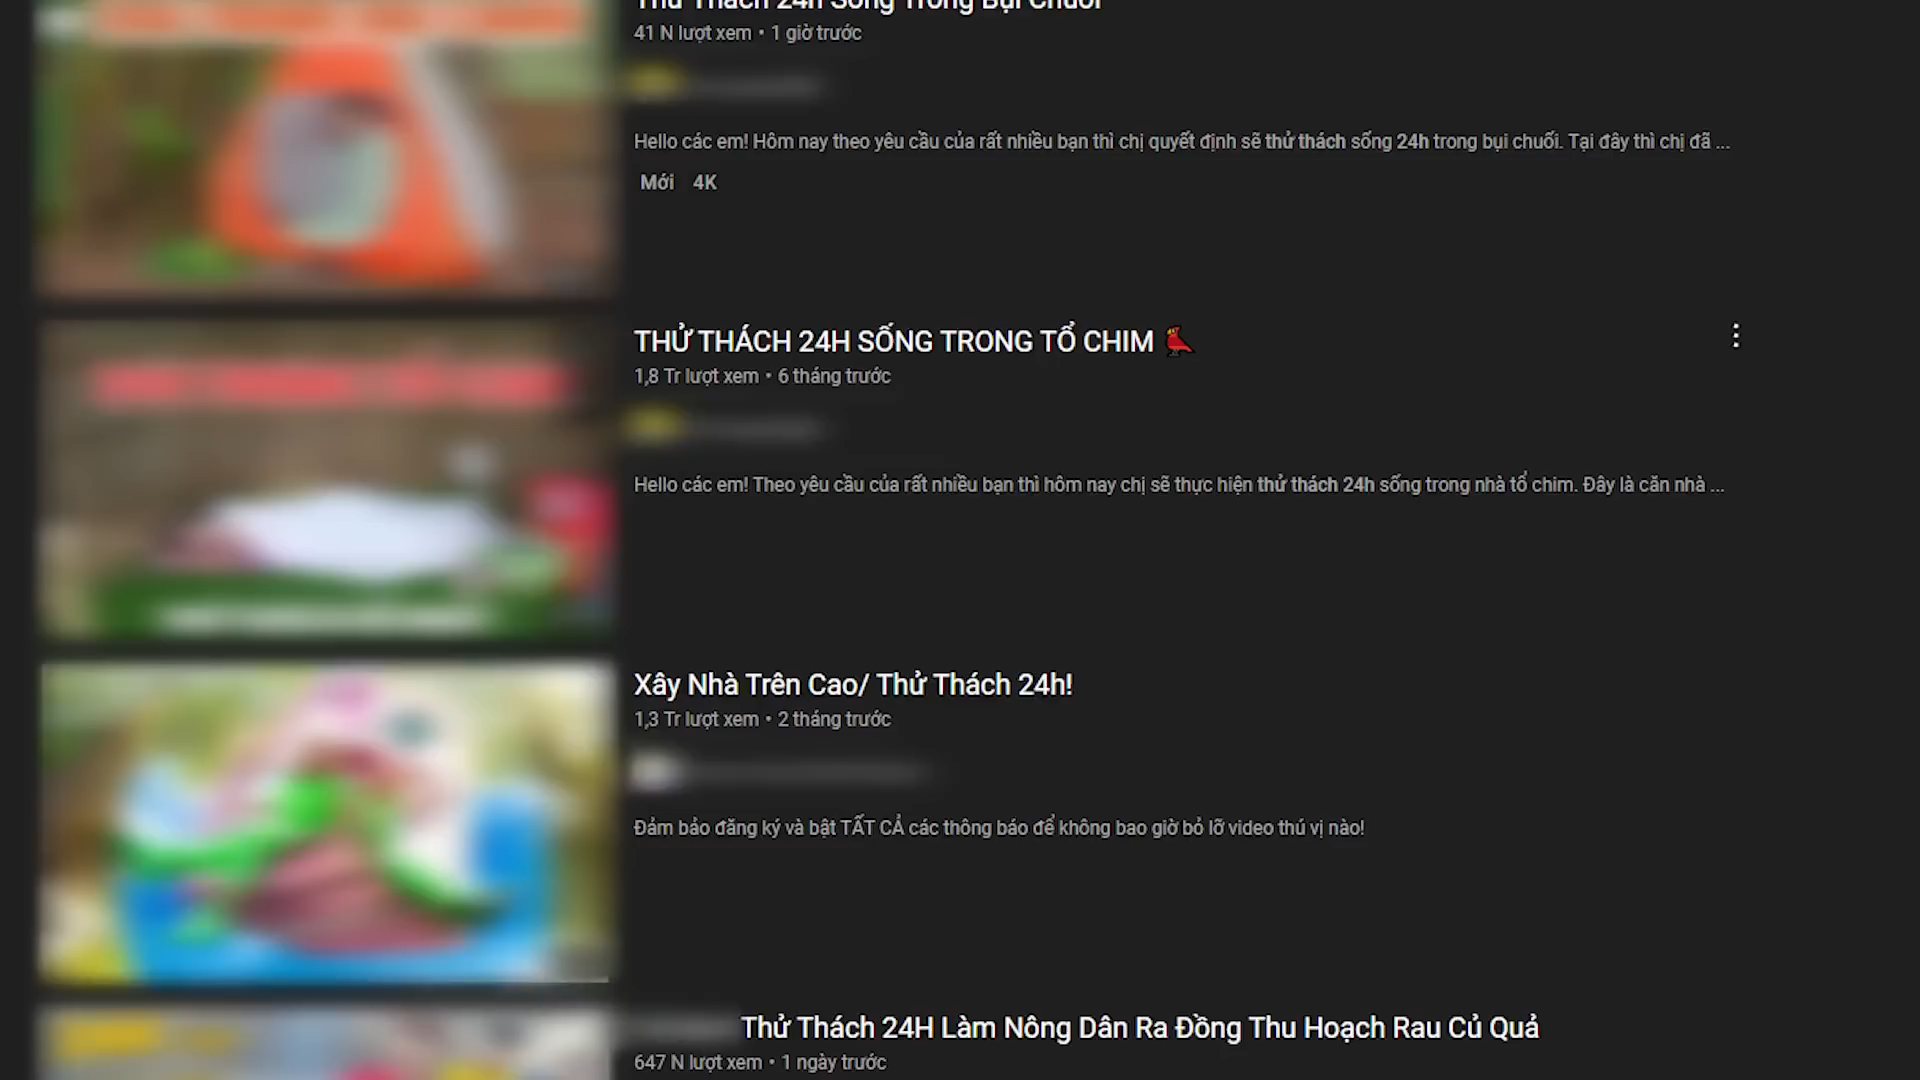 Thử Thách 24h Sống Trong Bụi Chuối
41 N lượt xem • 1 giờ trước
Hello các em! Hôm nay theo yêu cầu của rất nhiều bạn thì chị quyết định sẽ thử thách sống 24h trong bụi chuối. Tại đây thì chị đã ...
Mới 4K
THỬ THÁCH 24H SỐNG TRONG TỔ CHIM
1,8 Tr lượt xem • 6 tháng trước
Hello các em! Theo yêu cầu của rất nhiều bạn thì hôm nay chị sẽ thực hiện thử thách 24h sống trong nhà tổ chim. Đây là căn nhà ...
Xây Nhà Trên Cao/ Thử Thách 24h!
1,3 Tr lượt xem • 2 tháng trước
Đảm bảo đăng ký và bật TẤT CẢ các thông báo để không bao giờ bỏ lỡ video thú vị nào!
Thử Thách 24H Làm Nông Dân Ra Đồng Thu Hoạch Rau Củ Quả
647 N lượt xem • 1 ngày trước